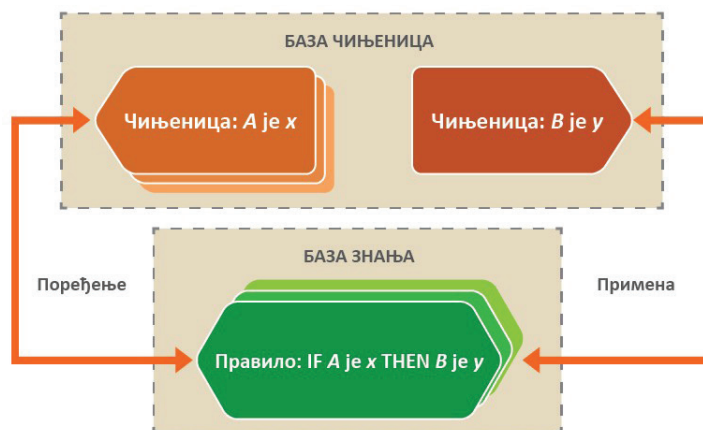 БАЗА ЧИЊЕНИЦА
Чињеница: A је x
Чињеница: B је y
БАЗА ЗНАЊА
Поређење
Примена
Правило: IF A је x THEN B је y